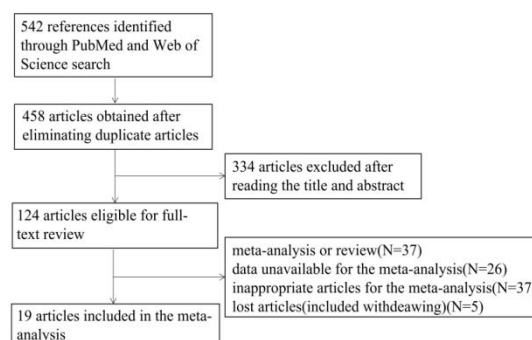 542 references identified
through PubMed and Web of
Science search
458 articles obtained after
eliminating duplicate articles
334 articles excluded after
reading the title and abstract
124 articles eligible for full-
text review
meta-analysis or review(N=37)
data unavailable for the meta-analysis(N=26)
inappropriate articles for the meta-analysis(N=37
lost articles(included withdeawing)(N=5)
19 articles included in the meta-
analysis